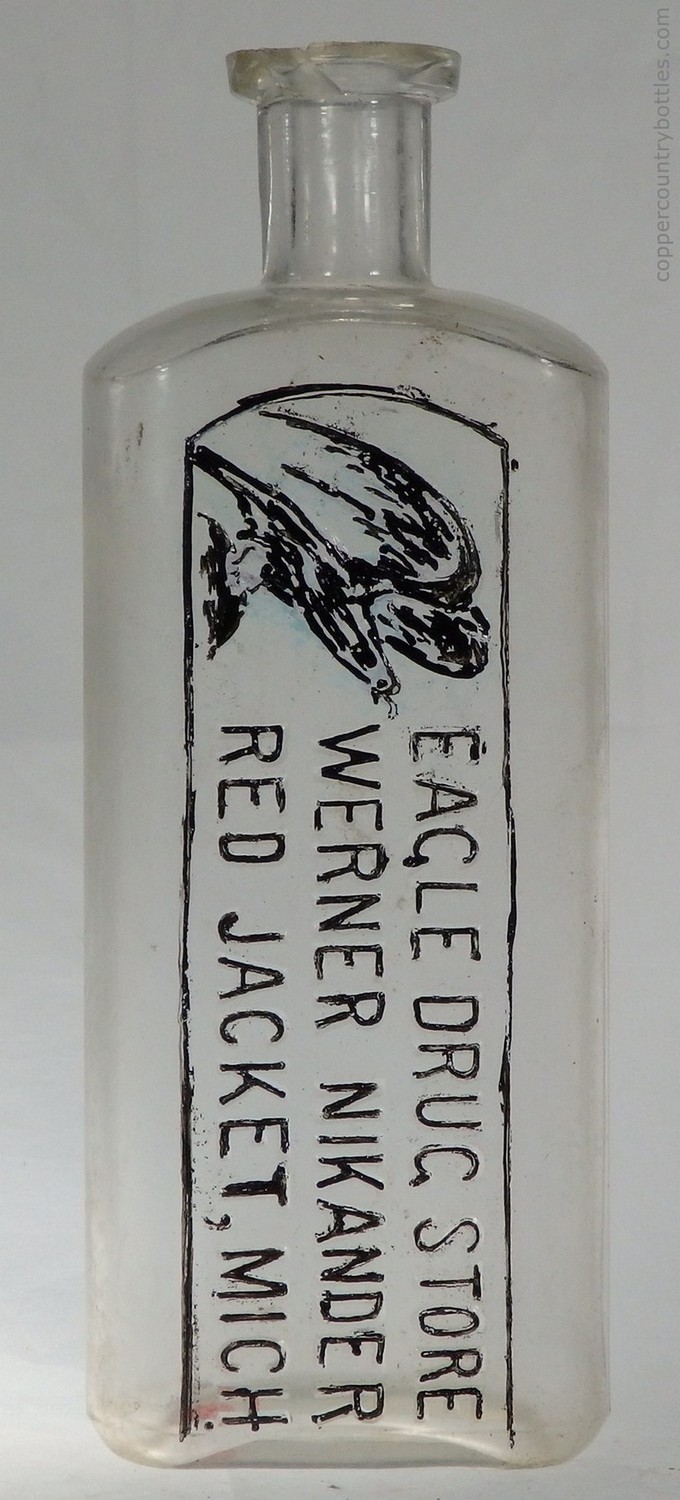 EAGLE DRUG STORE
WERNER NIKANDER
RED JACKET, MICH.
coppercountrybottles.com